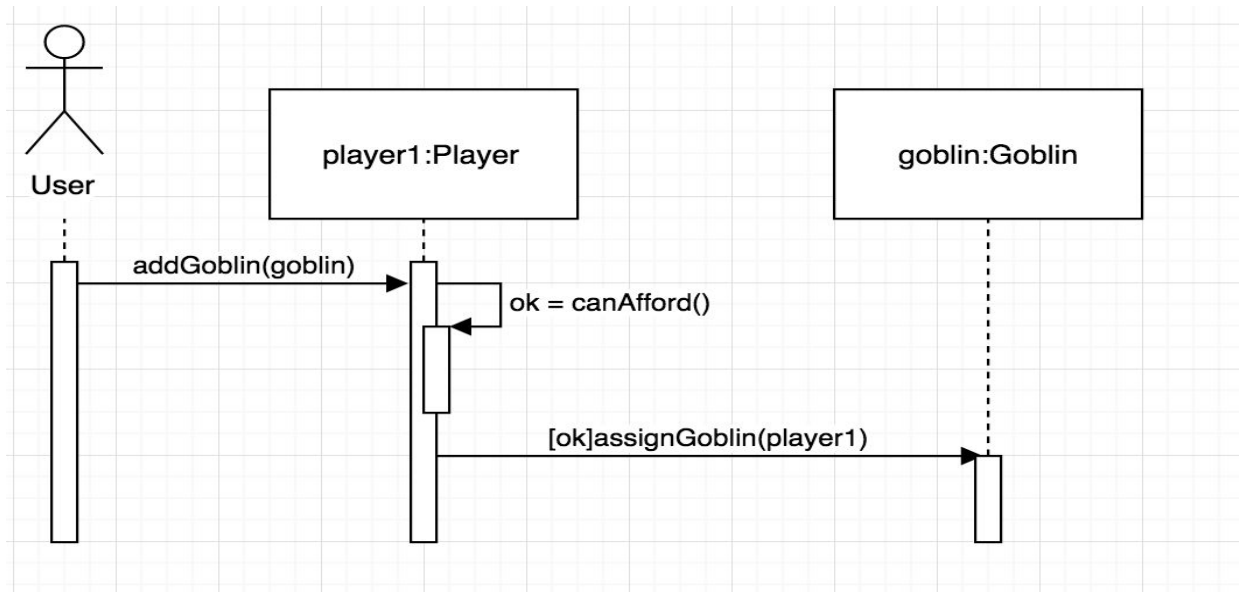 User
player1:Player
goblin:Goblin
addGoblin(goblin)
ok = canAfford()
[ok]assignGoblin(player1)